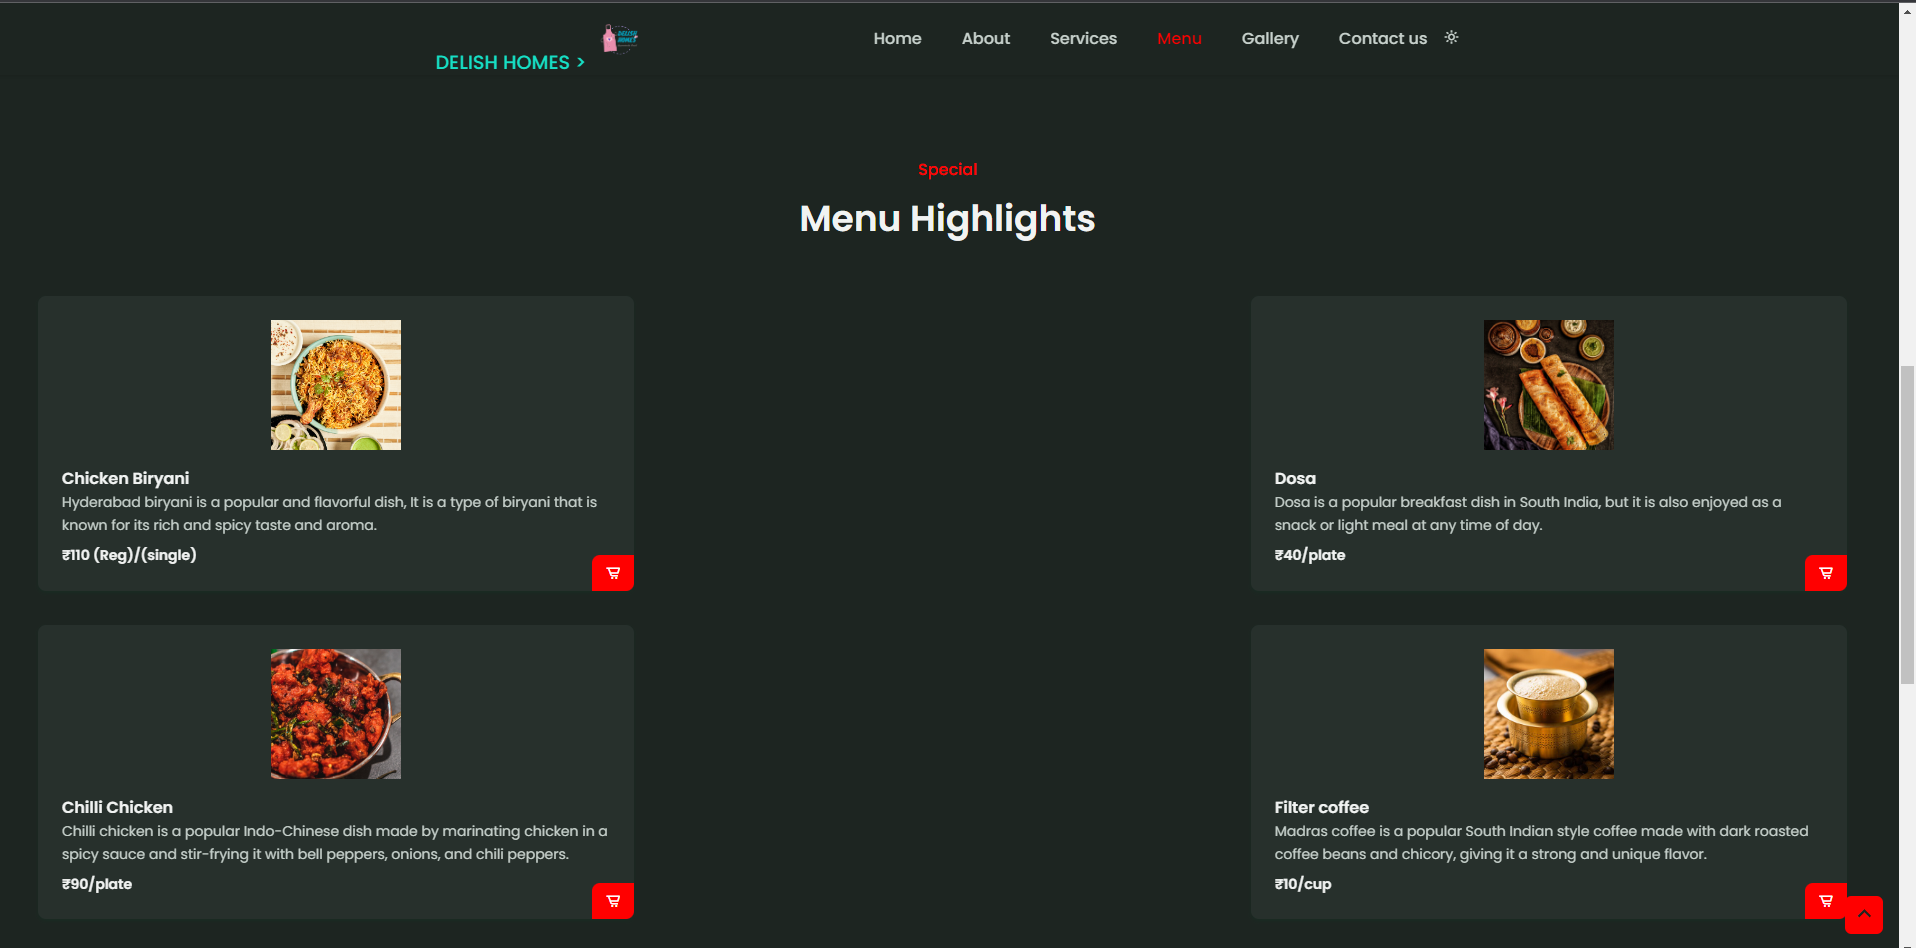 DELISH HOMES >
DELISH
HOMES
Home
About
Services
Menu
Gallery
Contact us
Special
Menu Highlights
Chicken Biryani
Hyderabad biryani is a popular and flavorful dish, It is a type of biryani that is
known for its rich and spicy taste and aroma.
₹110 (Reg)/(single)
Dosa
Dosa is a popular breakfast dish in South India, but it is also enjoyed as a
snack or light meal at any time of day.
₹40/plate
Chilli Chicken
Chilli chicken is a popular Indo-Chinese dish made by marinating chicken in a
spicy sauce and stir-frying it with bell peppers, onions, and chili peppers.
₹90/plate
Filter coffee
Madras coffee is a popular South Indian style coffee made with dark roasted
coffee beans and chicory, giving it a strong and unique flavor.
₹10/cup